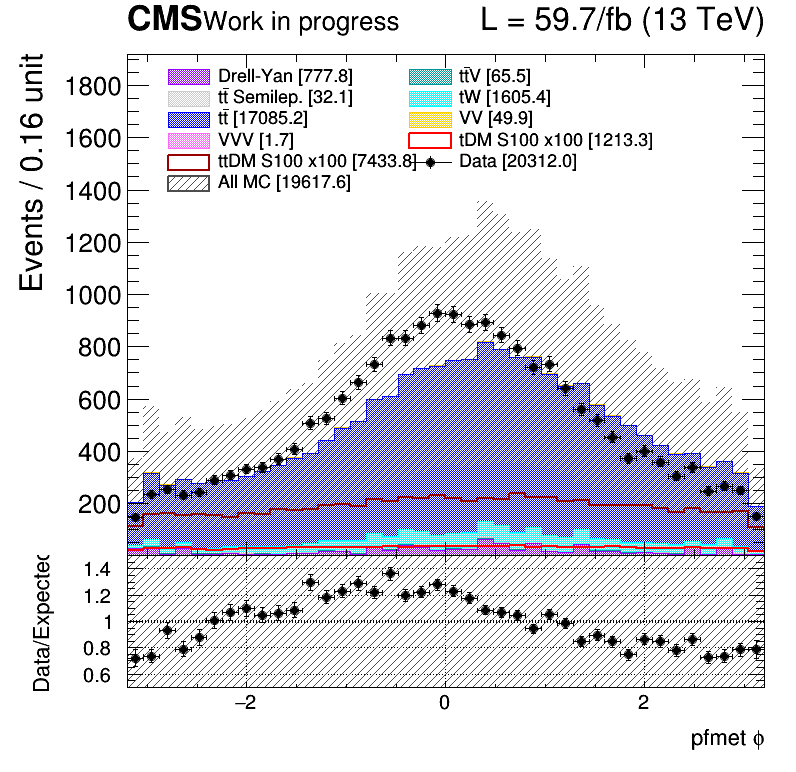 CMS Work in progress L = 59.7/fb (13 TeV)
Events / 0.16 unit
1800
1600
1400
1200
1000
800
600
400
200
Drell-Yan [777.8]
tt̄V [65.5]
tt̄ Semilep. [32.1]
tW [1605.4]
tt̄ [17085.2]
VV [49.9]
VVV [1.7]
tDM S100 x100 [1213.3]
ttDM S100 x100 [7433.8]
Data [20312.0]
All MC [19617.6]
Data/Expected
1.4
1.2
1
0.8
0.6
−2 0 2
pfmet ϕ